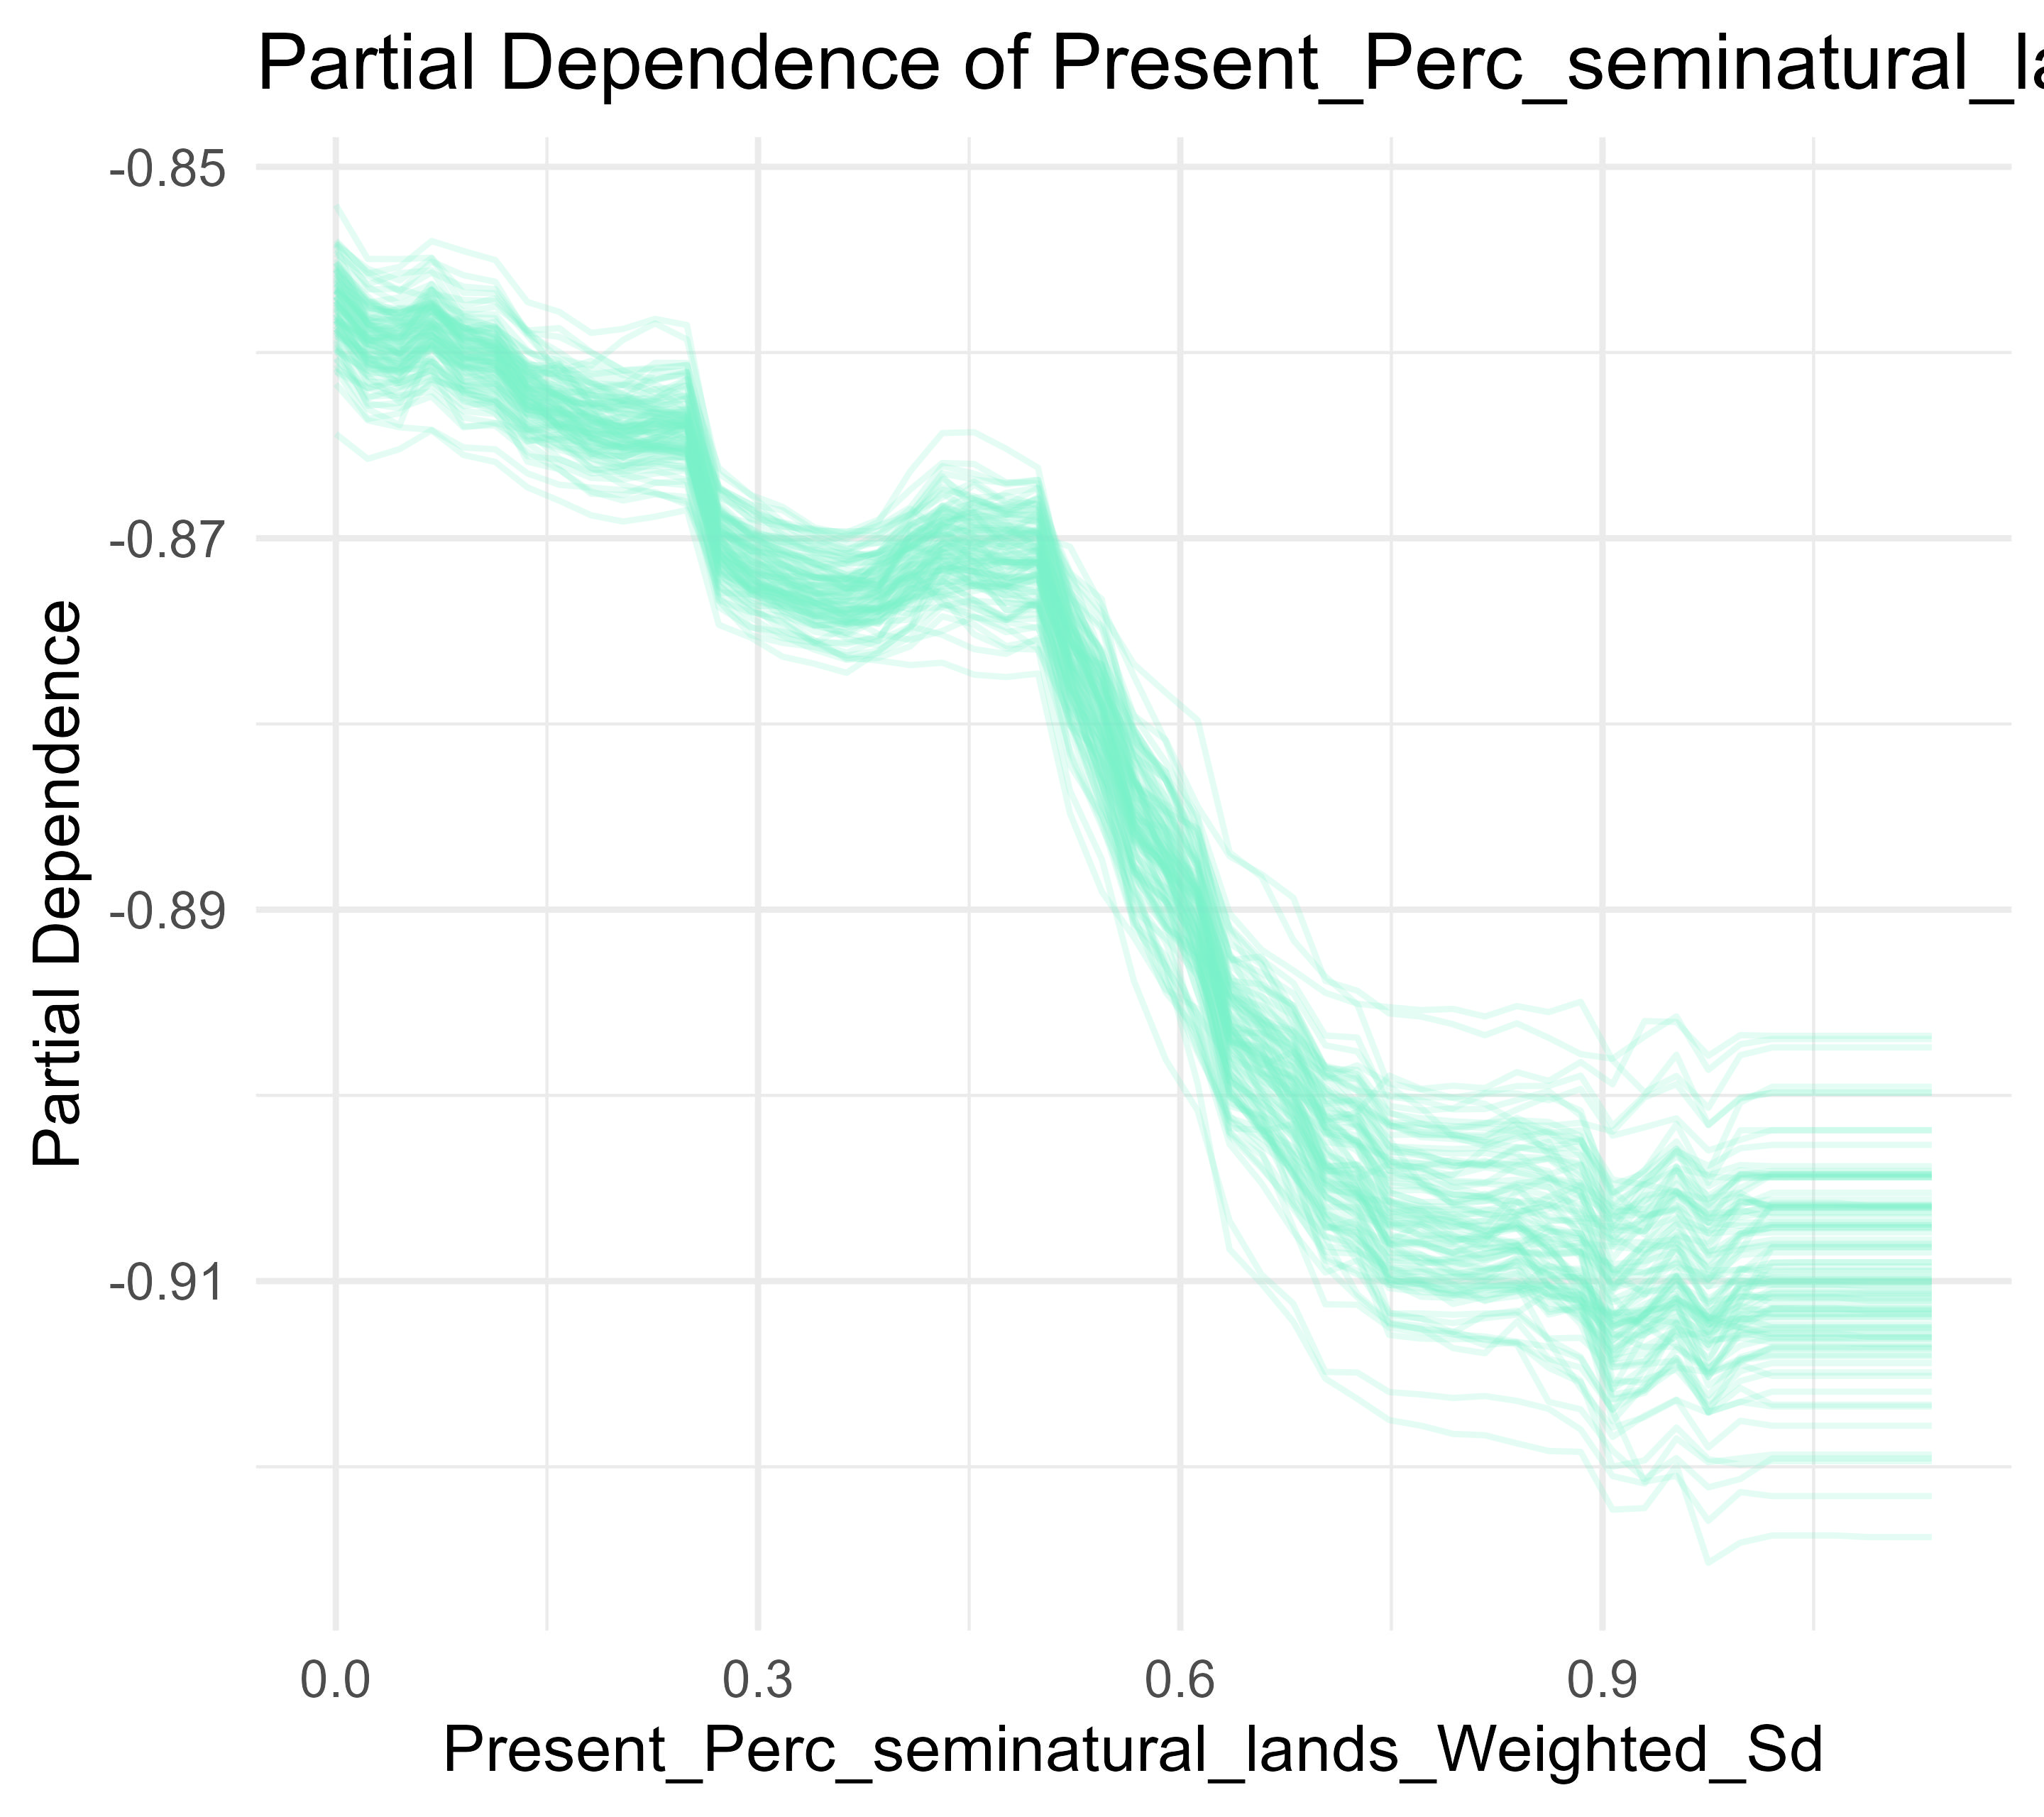 Partial Dependence of Present_Perc_seminatural_la
-0.85
-0.87
-0.89
-0.91
Partial Dependence
0.0 0.3 0.6 0.9
Present_Perc_seminatural_lands_Weighted_Sd